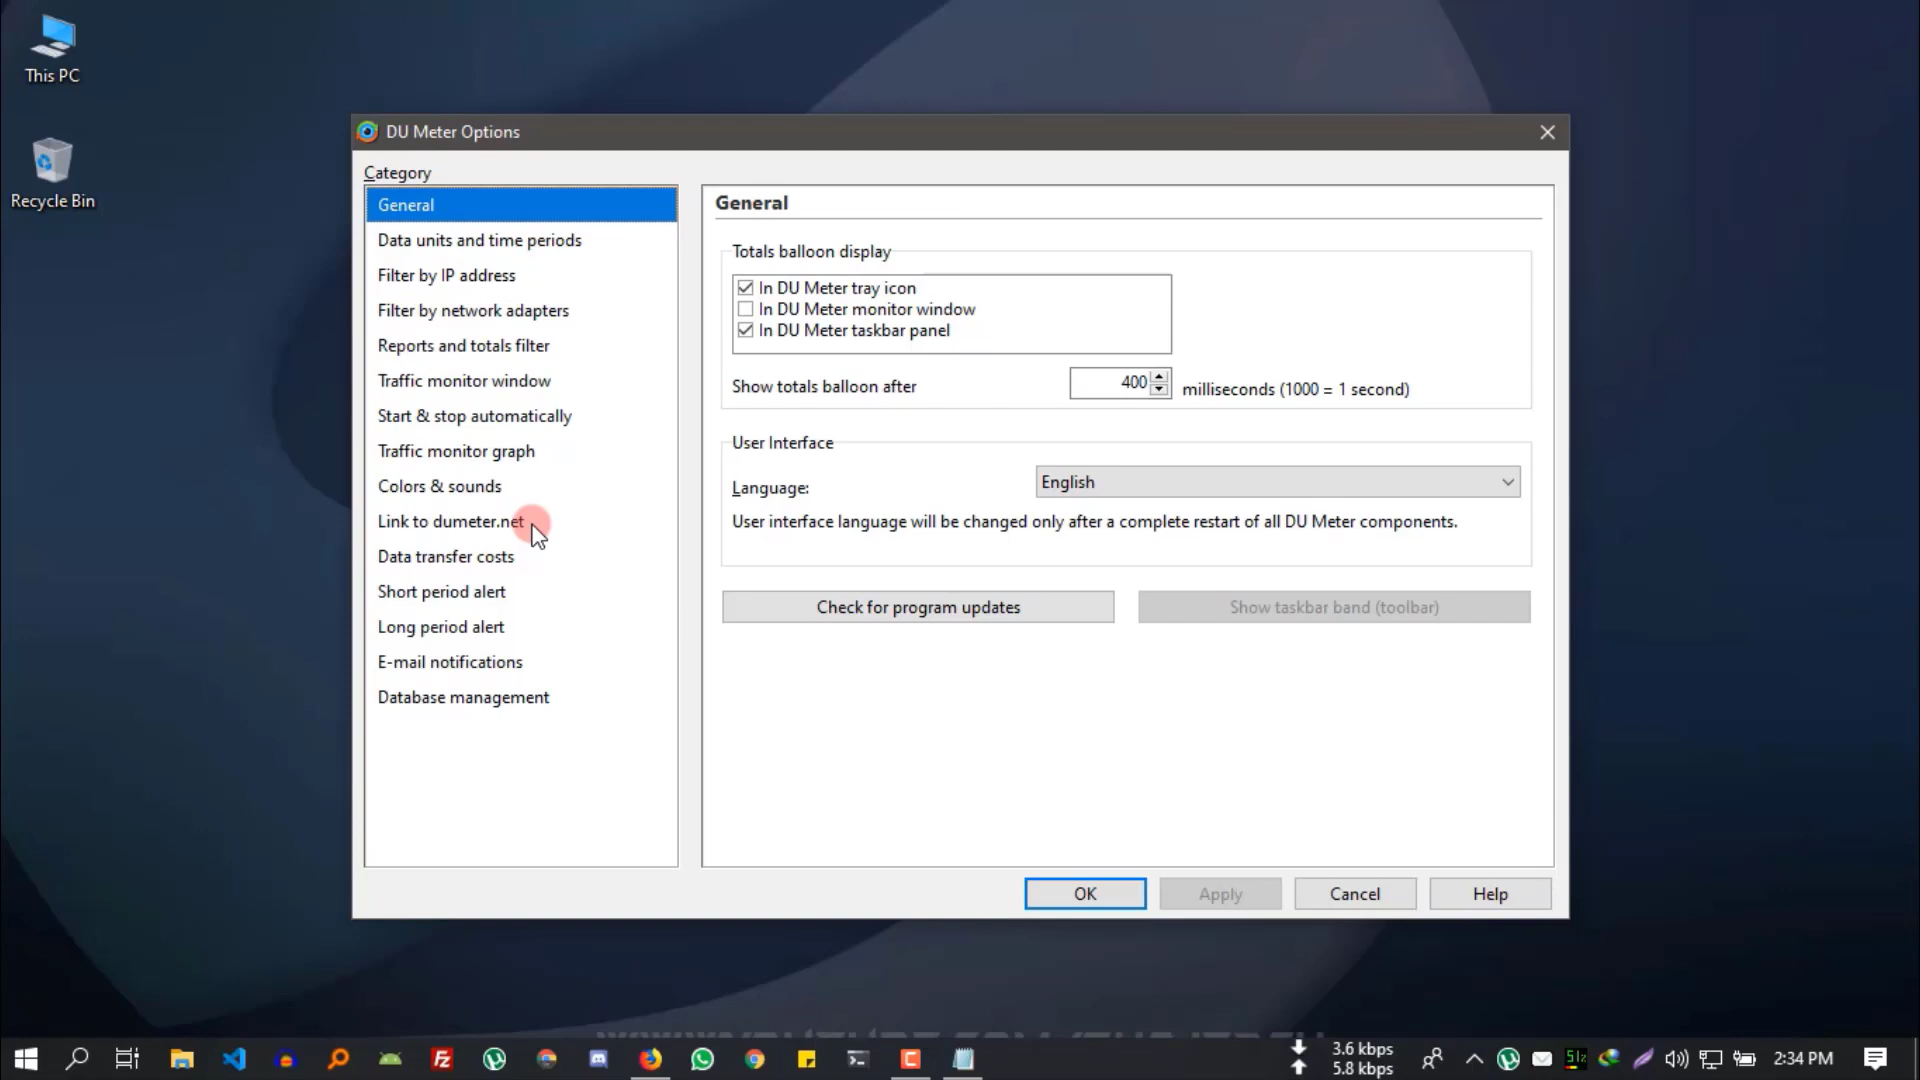 This PC
Recycle Bin
DU Meter Options
Category
General
Data units and time periods
Filter by IP address
Filter by network adapters
Reports and totals filter
Traffic monitor window
Start & stop automatically
Traffic monitor graph
Colors & sounds
Link to dumeter.net
Data transfer costs
Short period alert
Long period alert
E-mail notifications
Database management
General
Totals balloon display
In DU Meter tray icon
In DU Meter monitor window
In DU Meter taskbar panel
Show totals balloon after 400 milliseconds (1000 = 1 second)
User Interface
Language: English
User interface language will be changed only after a complete restart of all DU Meter components.
Check for program updates
Show taskbar band (toolbar)
OK
Apply
Cancel
Help
3.6 kbps
5.8 kbps
2:34 PM